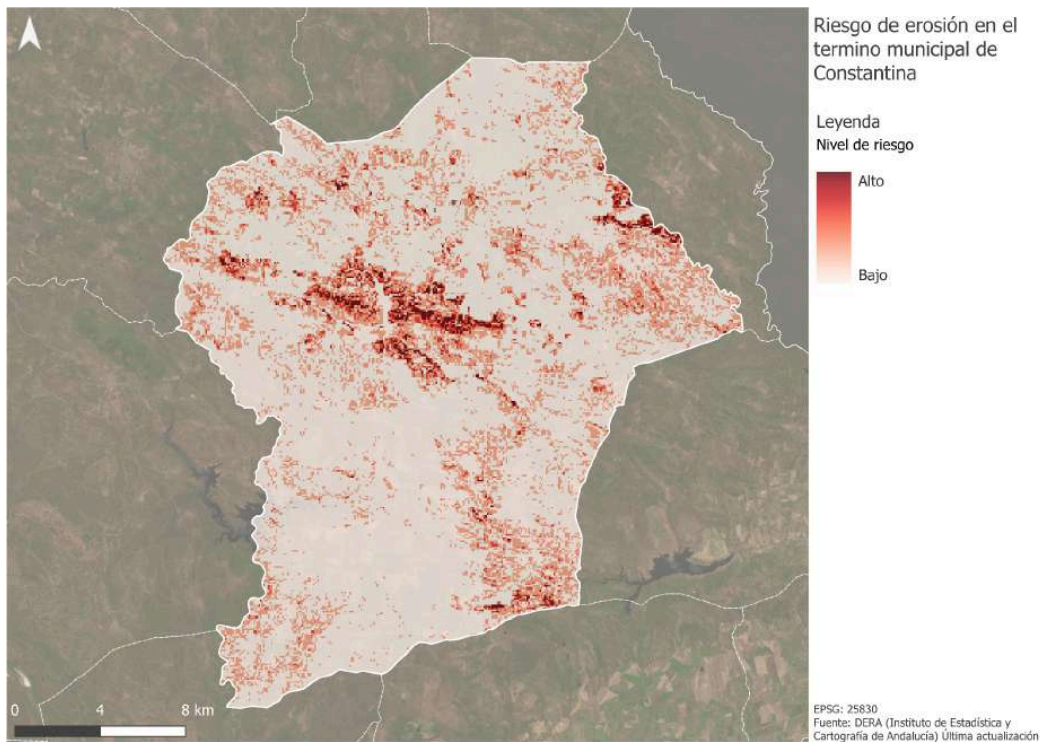 Riesgo de erosión en el
termino municipal de
Constantina
Leyenda
Nivel de riesgo
Alto
Bajo
0 4 8 km
EPSG: 25830
Fuente: DERA (Instituto de Estadística y
Cartografía de Andalucía) Última actualización